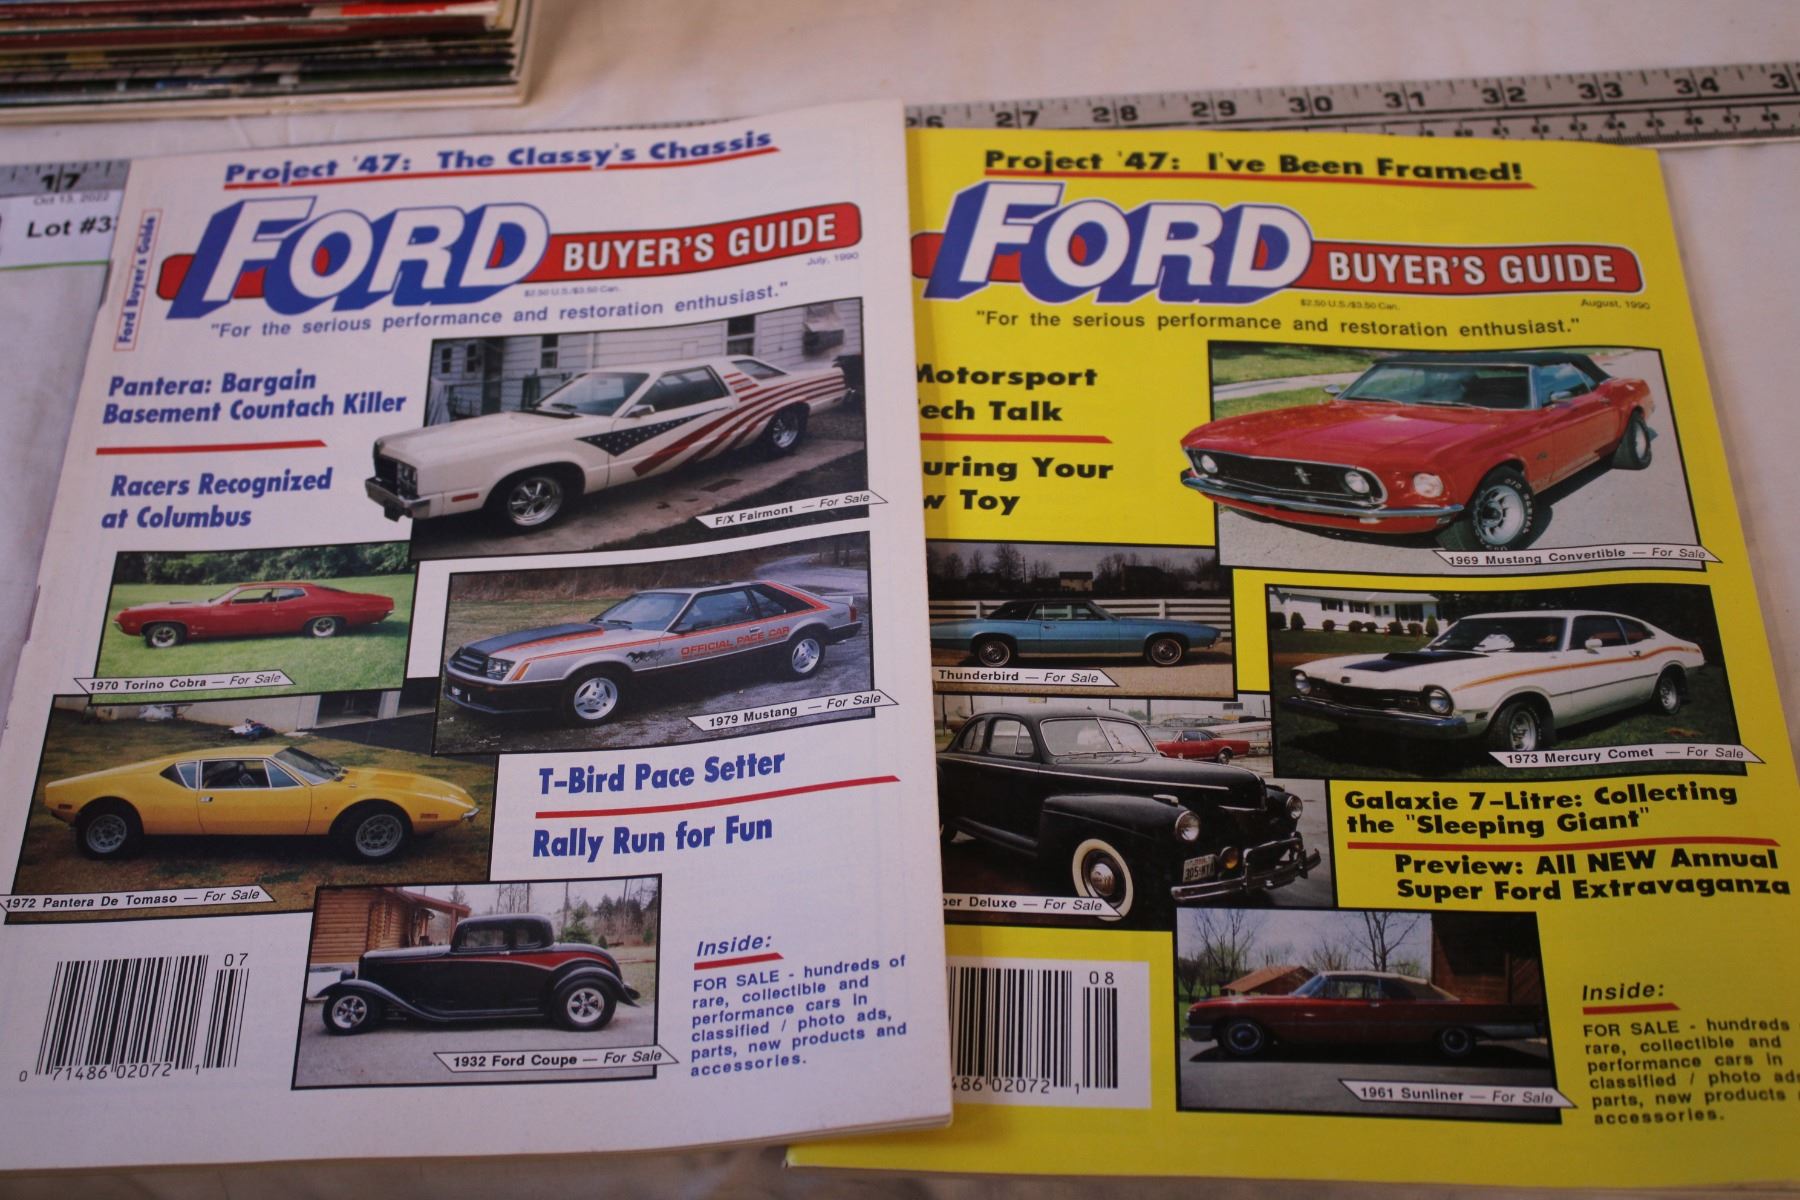 26 27 28 29 30 31 32 33 34
17
Oct 13, 2022
Lot #33
Ford Buyer's Guide
Project '47: The Classy's Chassis
FORD BUYER'S GUIDE
July, 1990
$2.50 U.S./$3.50 Can.
"For the serious performance and restoration enthusiast."
Pantera: Bargain
Basement Countach Killer
Racers Recognized
at Columbus
F/X Fairmont — For Sale
1970 Torino Cobra — For Sale
OFFICIAL PACE CAR
1979 Mustang — For Sale
T-Bird Pace Setter
Rally Run for Fun
1972 Pantera De Tomaso — For Sale
1932 Ford Coupe — For Sale
07
0 71486 02072 1
Inside:
FOR SALE - hundreds of
rare, collectible and
performance cars in
classified / photo ads,
parts, new products and
accessories.
Project '47: I've Been Framed!
FORD BUYER'S GUIDE
$2.50 U.S./$3.50 Can.
August, 1990
"For the serious performance and restoration enthusiast."
Motorsport
ech Talk
uring Your
w Toy
1969 Mustang Convertible — For Sale
Thunderbird — For Sale
1973 Mercury Comet — For Sale
per Deluxe — For Sale
Galaxie 7-Litre: Collecting
the "Sleeping Giant"
Preview: All NEW Annual
Super Ford Extravaganza
1961 Sunliner — For Sale
08
486 02072 1
Inside:
FOR SALE - hundreds
rare, collectible and
performance cars in
classified / photo ads
parts, new products
accessories.